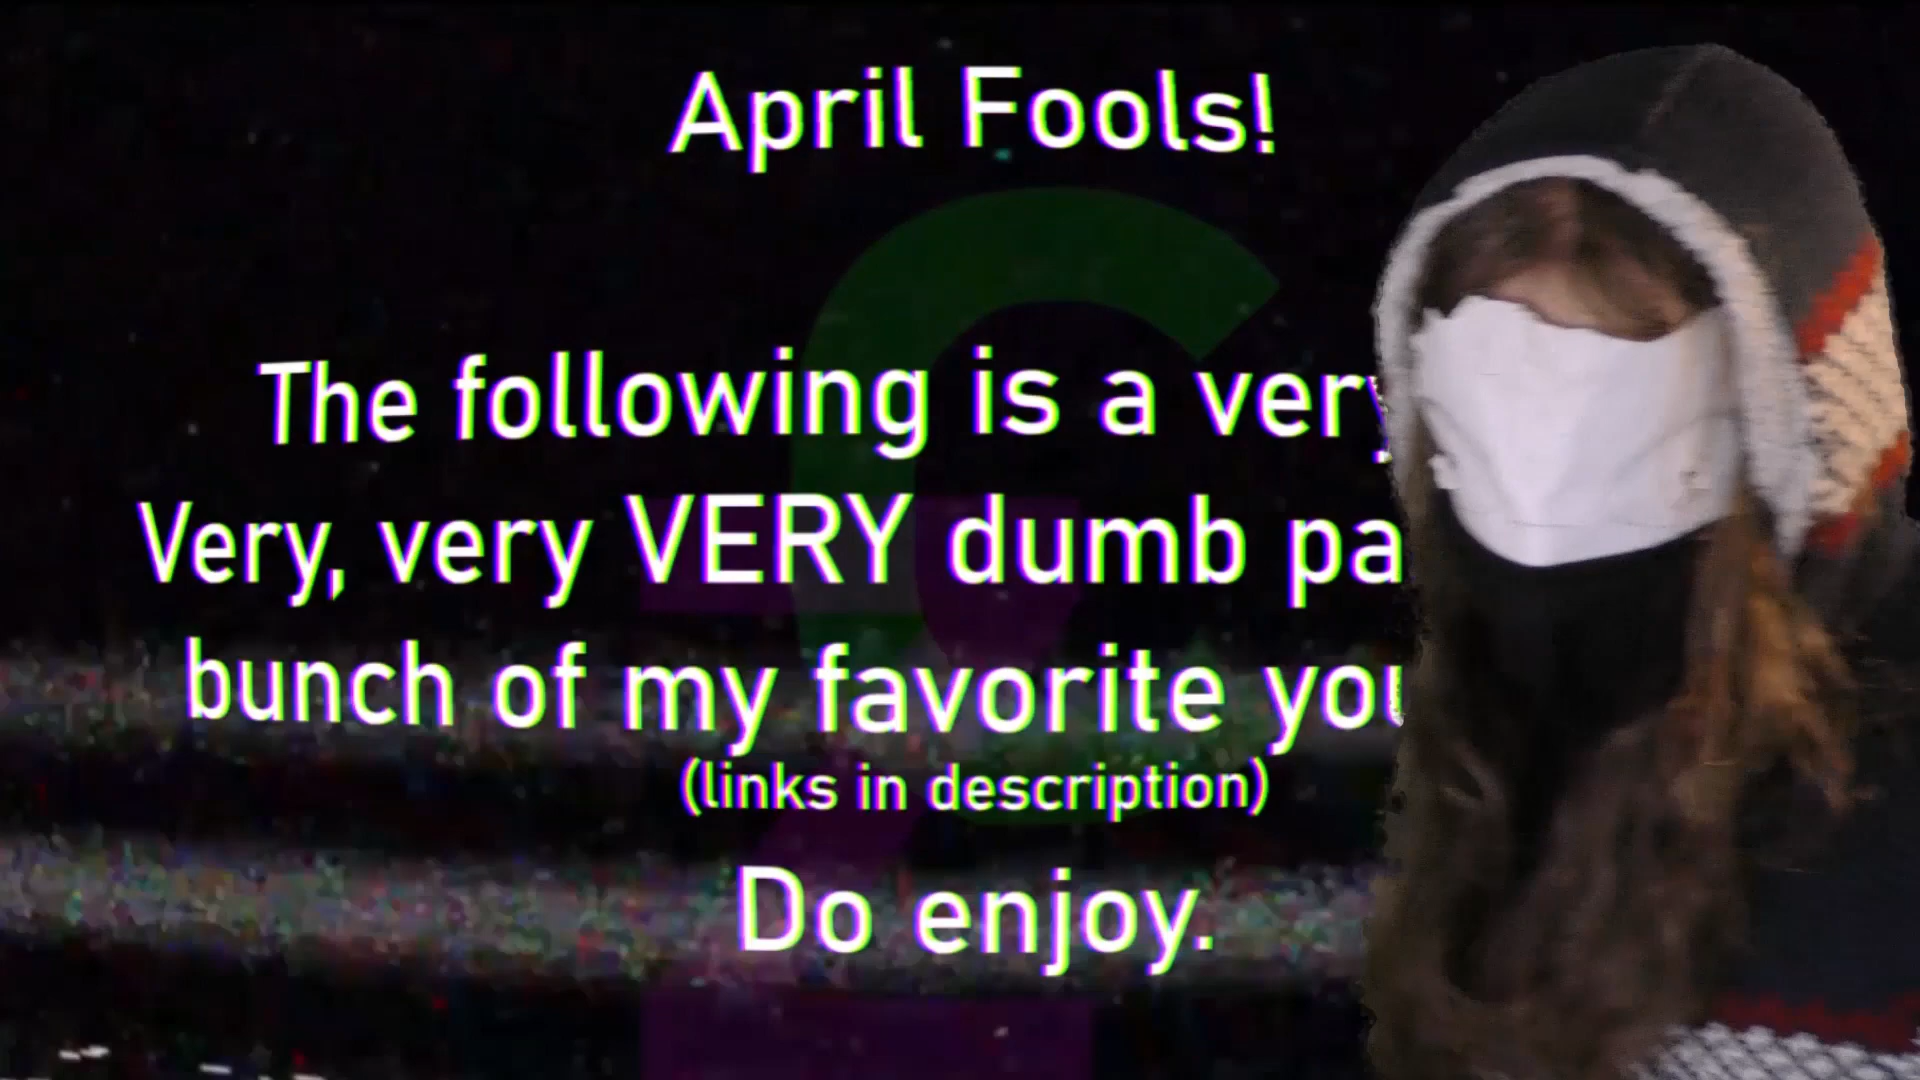 April Fools!
The following is a very
Very, very VERY dumb pa
bunch of my favorite you
(links in description)
Do enjoy.